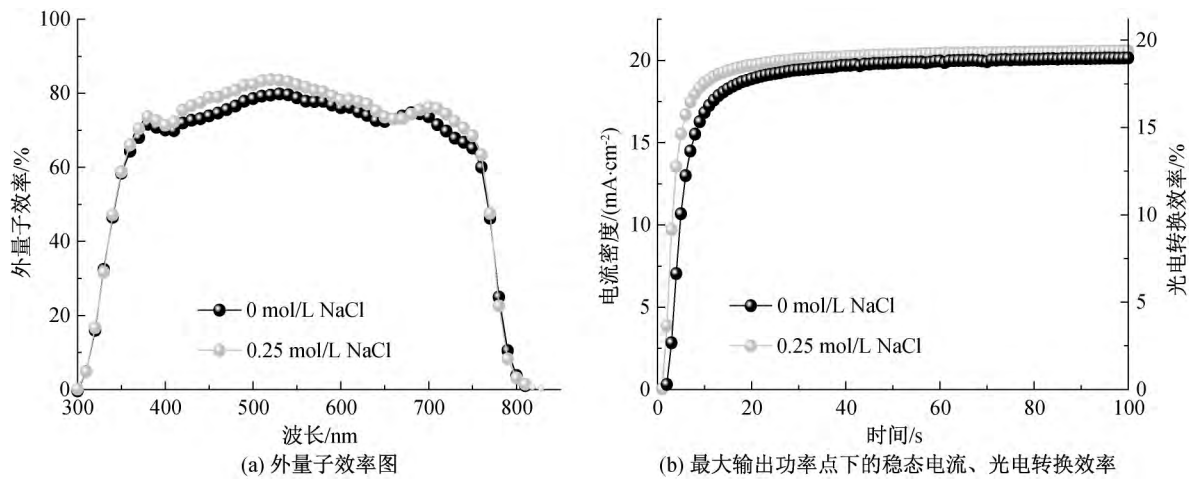 100
80
60
40
20
0
外量子效率/%
300
400
500
600
700
800
波长/nm
0 mol/L NaCl
0.25 mol/L NaCl
(a) 外量子效率图
20
15
10
5
0
电流密度/(mA·cm⁻²)
20
15
10
5
0
光电转换效率/%
0
20
40
60
80
100
时间/s
0 mol/L NaCl
0.25 mol/L NaCl
(b) 最大输出功率点下的稳态电流、光电转换效率